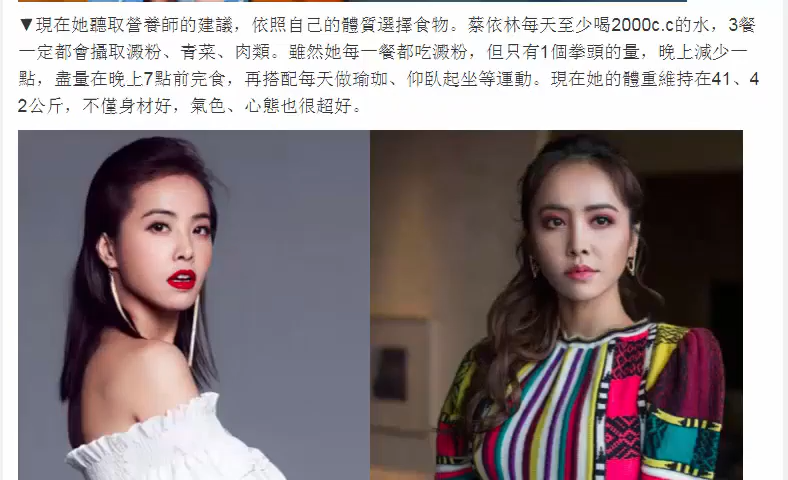 ▼現在她聽取營養師的建議，依照自己的體質選擇食物。蔡依林每天至少喝2000c.c的水，3餐
一定都會攝取澱粉、青菜、肉類。雖然她每一餐都吃澱粉，但只有1個拳頭的量，晚上減少一
點，盡量在晚上7點前完食，再搭配每天做瑜珈、仰臥起坐等運動。現在她的體重維持在41、4
2公斤，不僅身材好，氣色、心態也很超好。